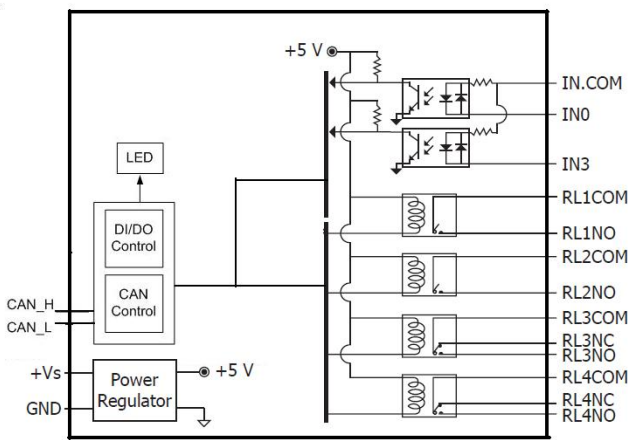 +5 V
IN.COM
IN0
LED
IN3
RL1COM
DI/DO
Control
RL1NO
RL2COM
CAN
Control
RL2NO
CAN_H
CAN_L
RL3COM
RL3NC
RL3NO
+Vs
Power
Regulator
+5 V
GND
RL4COM
RL4NC
RL4NO